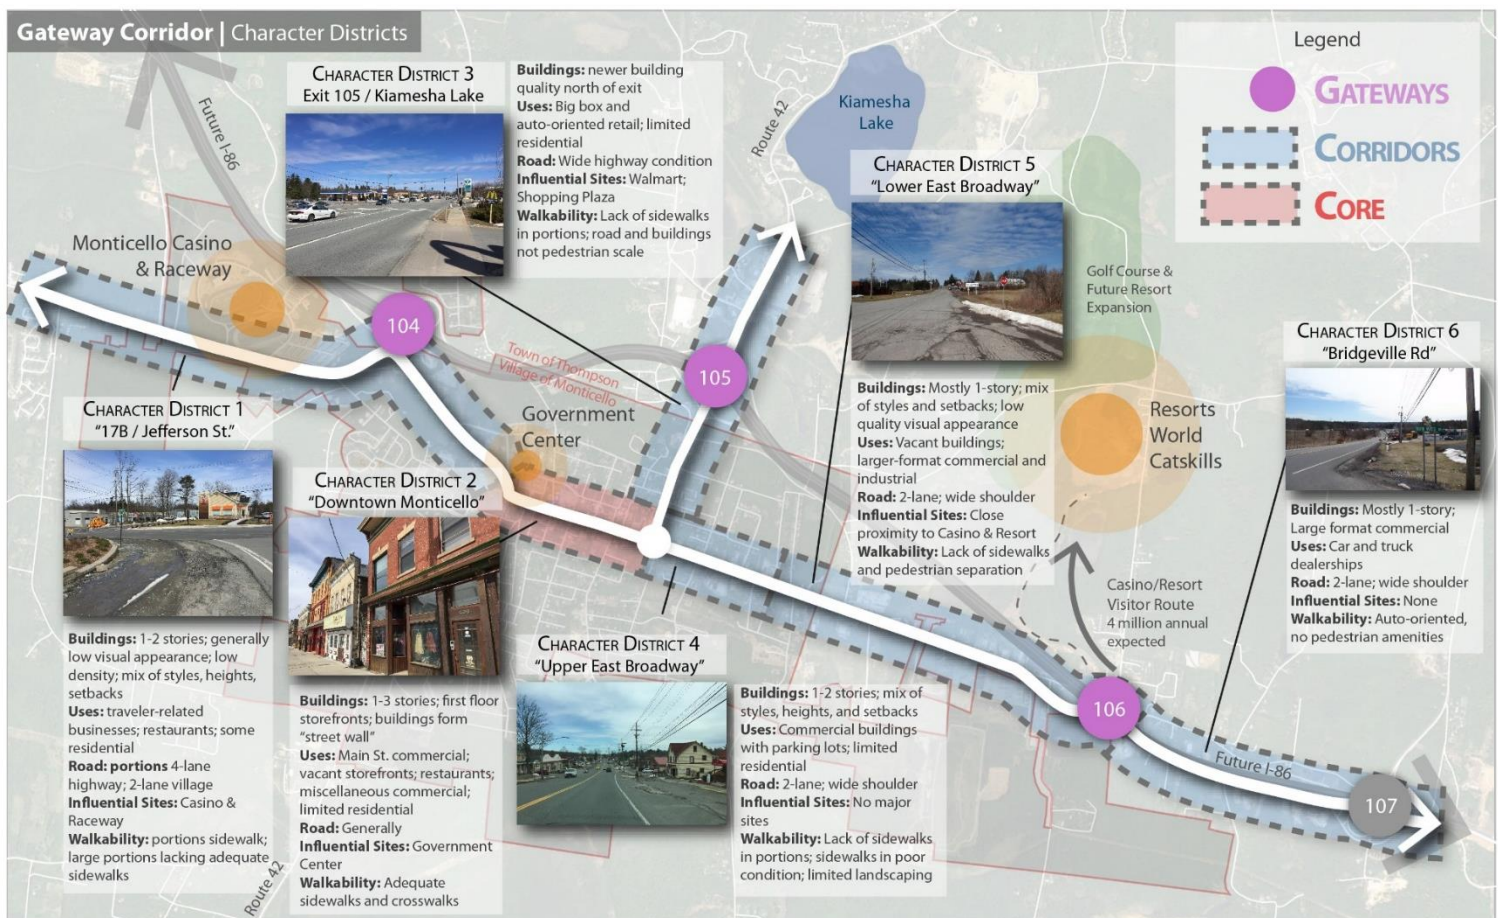 Gateway Corridor | Character Districts
Legend
GATEWAYS
CORRIDORS
CORE
Future I-86
Route 42
Kiamesha
Lake
CHARACTER DISTRICT 3
Exit 105 / Kiamesha Lake
Buildings: newer building
quality north of exit
Uses: Big box and
auto-oriented retail; limited
residential
Road: Wide highway condition
Influential Sites: Walmart;
Shopping Plaza
Walkability: Lack of sidewalks
in portions; road and buildings
not pedestrian scale
Monticello Casino
& Raceway
104
105
Town of Thompson
Village of Monticello
Government
Center
CHARACTER DISTRICT 5
"Lower East Broadway"
Buildings: Mostly 1-story; mix
of styles and setbacks; low
quality visual appearance
Uses: Vacant buildings;
larger-format commercial and
industrial
Road: 2-lane; wide shoulder
Influential Sites: Close
proximity to Casino & Resort
Walkability: Lack of sidewalks
and pedestrian separation
Golf Course &
Future Resort
Expansion
Resorts
World
Catskills
CHARACTER DISTRICT 6
"Bridgeville Rd"
Buildings: Mostly 1-story;
Large format commercial
Uses: Car and truck
dealerships
Road: 2-lane; wide shoulder
Influential Sites: None
Walkability: Auto-oriented,
no pedestrian amenities
CHARACTER DISTRICT 1
"17B / Jefferson St."
Buildings: 1-2 stories; generally
low visual appearance; low
density; mix of styles, heights,
setbacks
Uses: traveler-related
businesses; restaurants; some
residential
Road: portions 4-lane
highway; 2-lane village
Influential Sites: Casino &
Raceway
Walkability: portions sidewalk;
large portions lacking adequate
sidewalks
CHARACTER DISTRICT 2
"Downtown Monticello"
Buildings: 1-3 stories; first floor
storefronts; buildings form
"street wall"
Uses: Main St. commercial;
vacant storefronts; restaurants;
miscellaneous commercial;
limited residential
Road: Generally
Influential Sites: Government
Center
Walkability: Adequate
sidewalks and crosswalks
Route 42
CHARACTER DISTRICT 4
"Upper East Broadway"
Buildings: 1-2 stories; mix of
styles, heights, and setbacks
Uses: Commercial buildings
with parking lots; limited
residential
Road: 2-lane; wide shoulder
Influential Sites: No major
sites
Walkability: Lack of sidewalks
in portions; sidewalks in poor
condition; limited landscaping
Casino/Resort
Visitor Route
4 million annual
expected
106
Future I-86
107